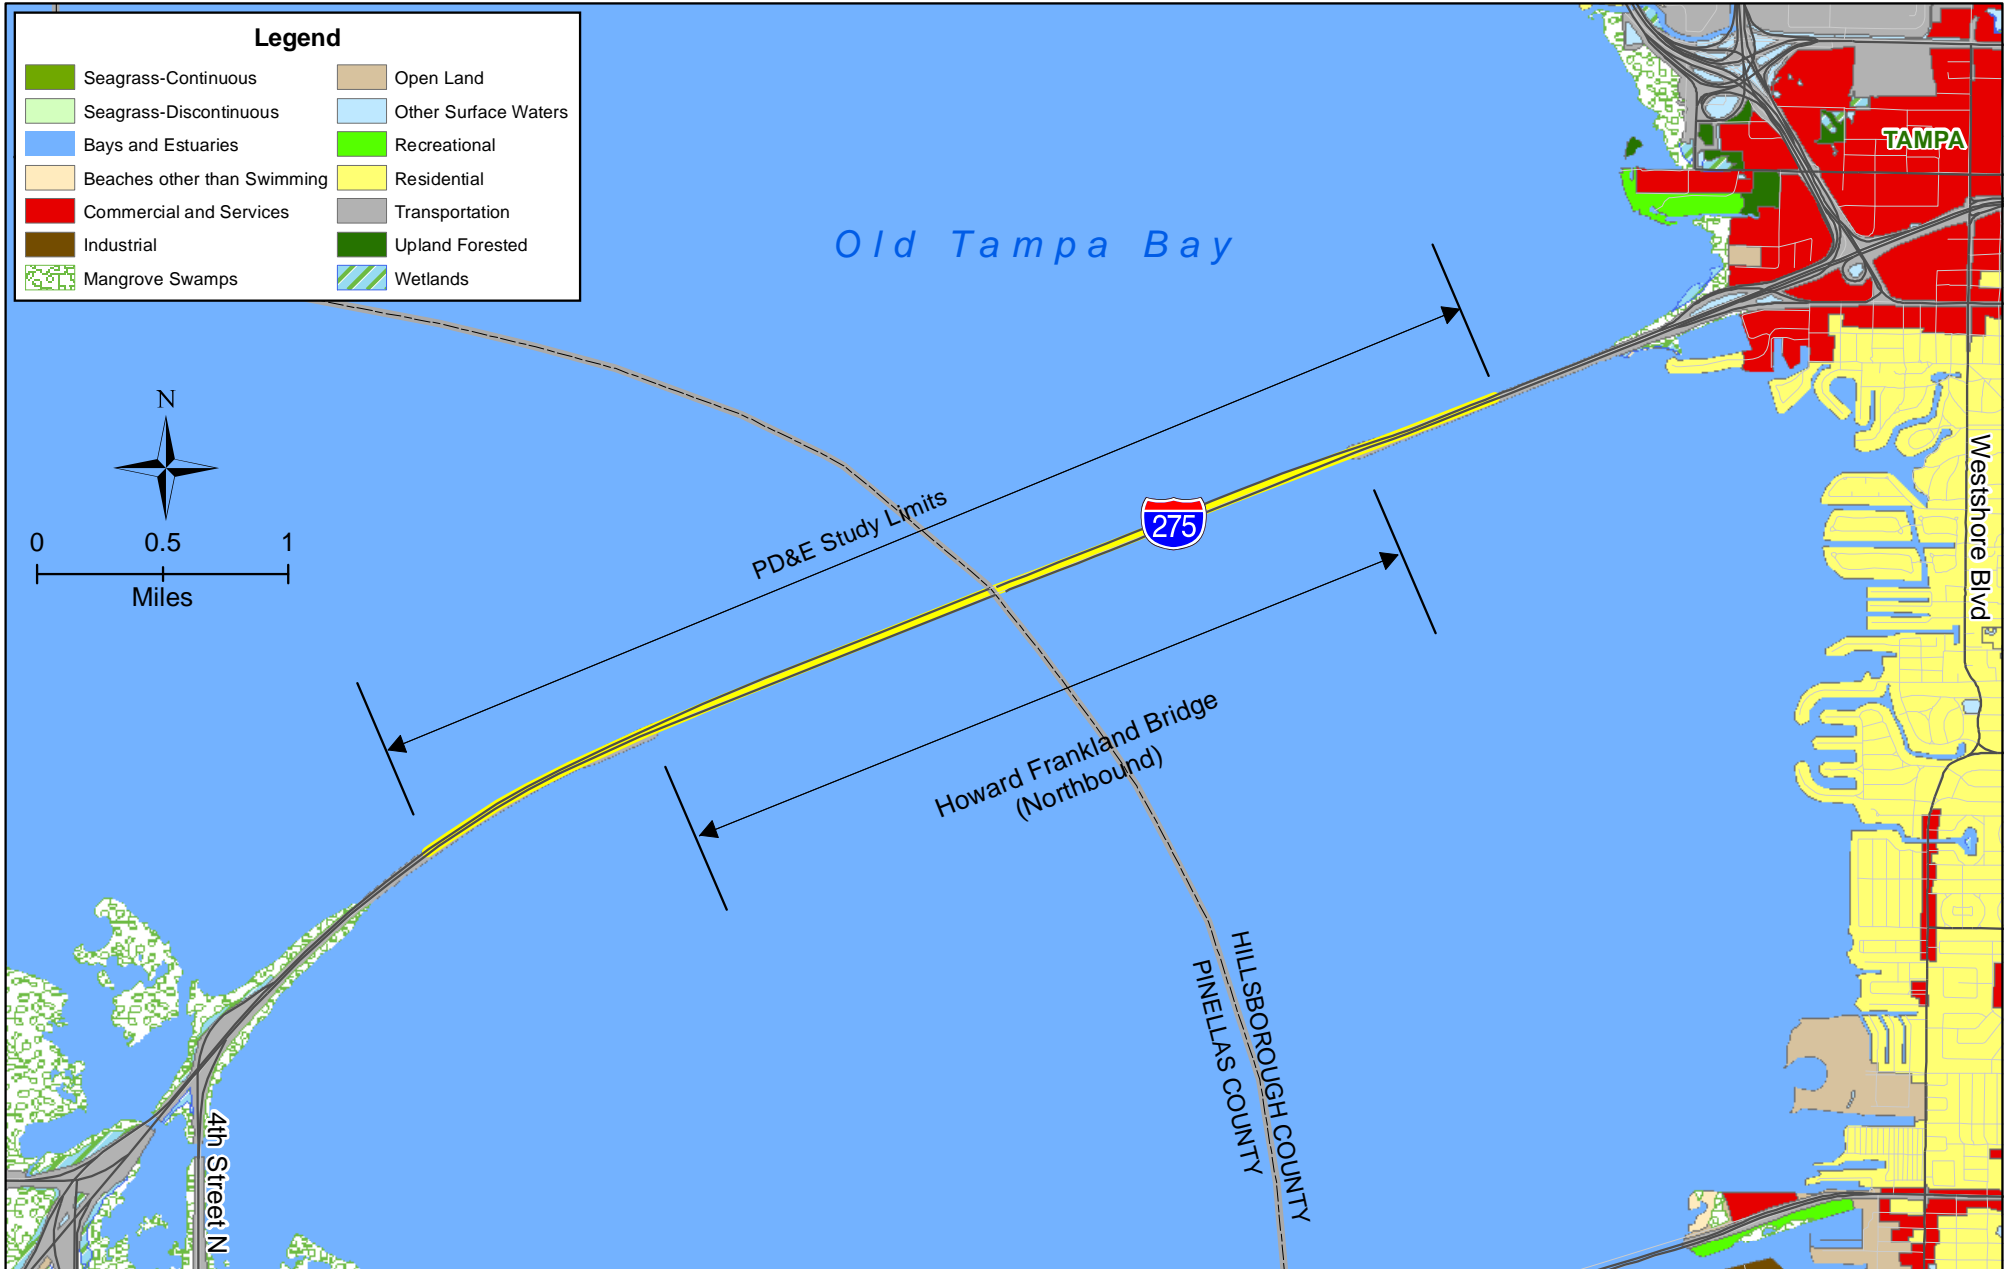 Legend
Seagrass-Continuous
Seagrass-Discontinuous
Bays and Estuaries
Beaches other than Swimming
Commercial and Services
Industrial
Mangrove Swamps
Open Land
Other Surface Waters
Recreational
Residential
Transportation
Upland Forested
Wetlands
TAMPA
Old Tampa Bay
N
0 0.5 1
Miles
PD&E Study Limits
275
Westshore Blvd
Howard Frankland Bridge
(Northbound)
HILLSBOROUGH COUNTY
PINELLAS COUNTY
4th Street N